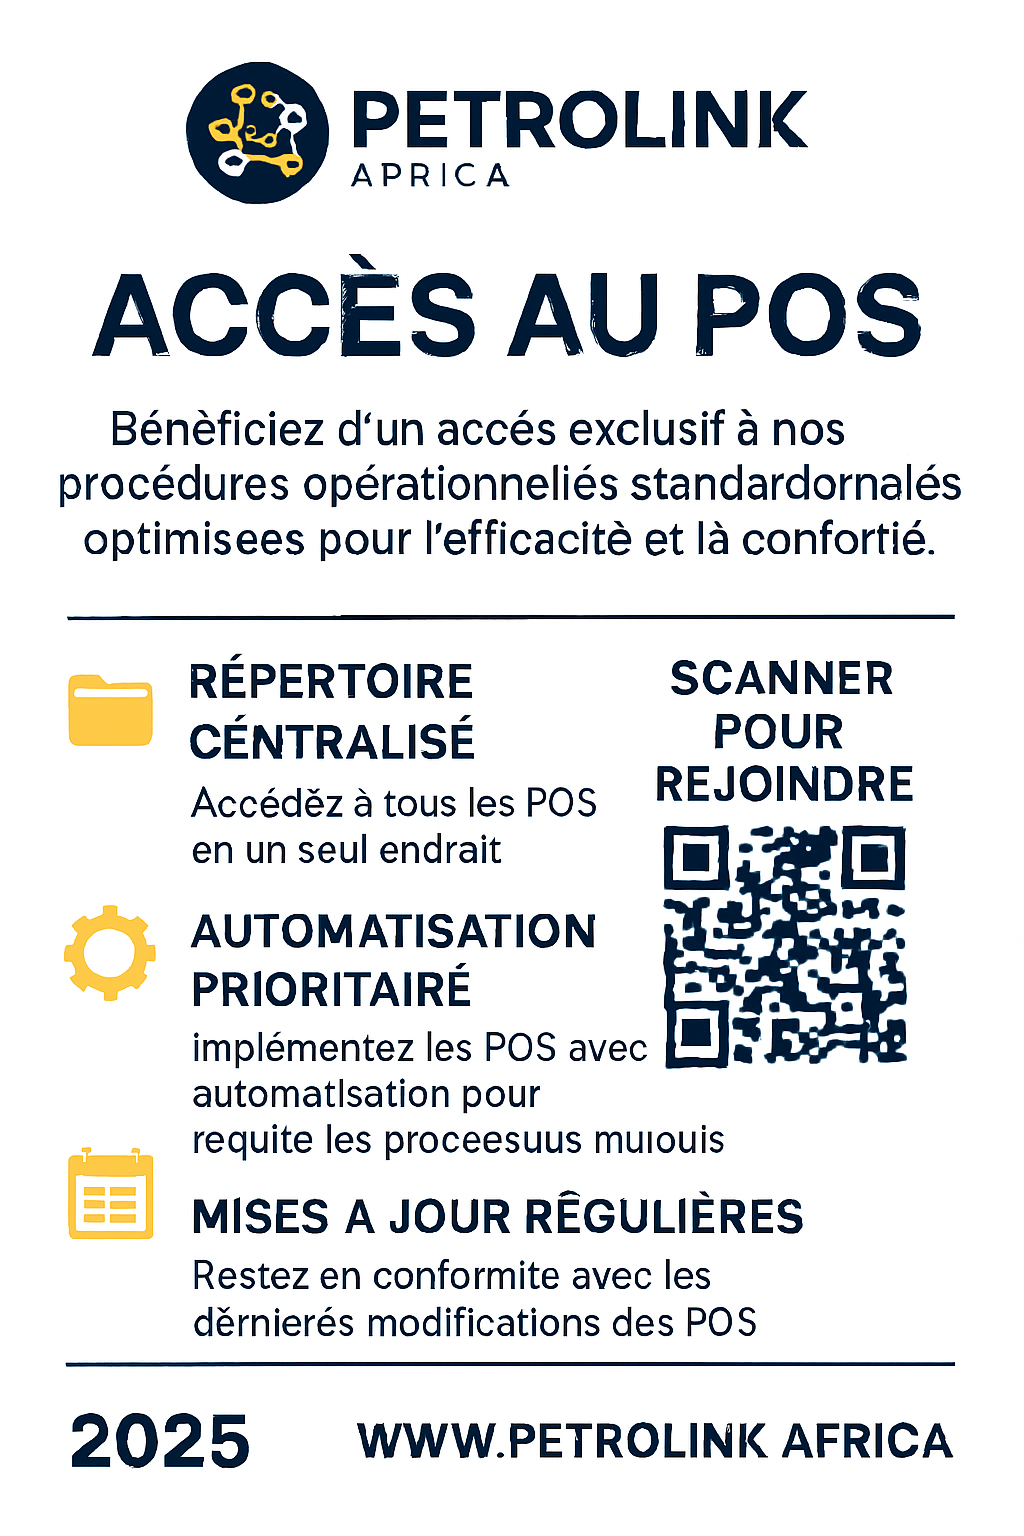 PETROLINK
APRICA
ACCÈS AU POS
Bénèficiez d‘un accés exclusif à nos
procédures opérationneliés standardornalés
optimisees pour l'efficacitè et là confortié.
RÉPERTOIRE
CÉNTRALISÉ
Accéděz à tous les POS
en un seul endrait
SCANNER
POUR
REJOINDRE
AUTOMATISATION
PRIORITAIRÉ
implémentez les POS avec
automatlsation pour
requite les proceesuus muıouis
MISES A JOUR RÊGULIÈRES
Restez en conformite avec les
děrnierés modifications des POS
2025
WWW.PETROLINK AFRICA